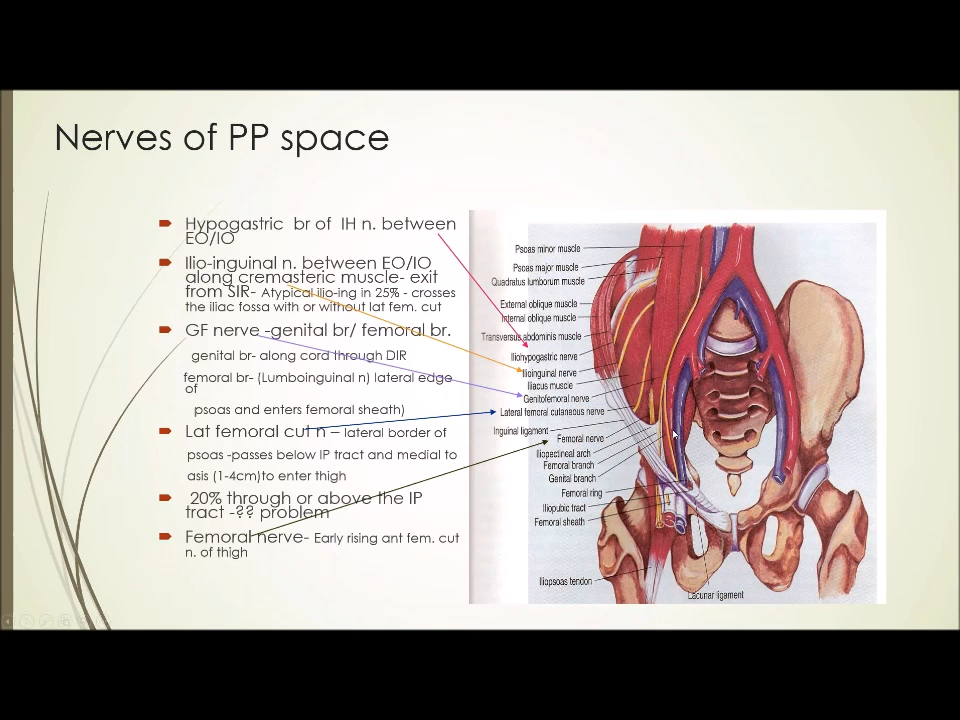 Nerves of PP space
Hypogastric br of IH n. between
EO/IO
Ilio-inguinal n. between EO/IO
along cremasteric muscle- exit
from SIR- Atypical ilio-ing in 25% - crosses
the iliac fossa with or without lat fem. cut
GF nerve -genital br/ femoral br.
genital br- along cord through DIR
femoral br- (Lumboinguinal n) lateral edge
of
psoas and enters femoral sheath)
Lat femoral cut n – lateral border of
psoas -passes below IP tract and medial to
asis (1-4cm)to enter thigh
20% through or above the IP
tract -?? problem
Femoral nerve- Early rising ant fem. cut
n. of thigh
Psoas minor muscle
Psoas major muscle
Quadratus lumborum muscle
External oblique muscle
Internal oblique muscle
Transversus abdominis muscle
Iliohypogastric nerve
Ilioinguinal nerve
Iliacus muscle
Genitofemoral nerve
Lateral femoral cutaneous nerve
Inguinal ligament
Femoral nerve
Iliopectineal arch
Femoral branch
Genital branch
Femoral ring
Iliopubic tract
Femoral sheath
Iliopsoas tendon
Lacunar ligament